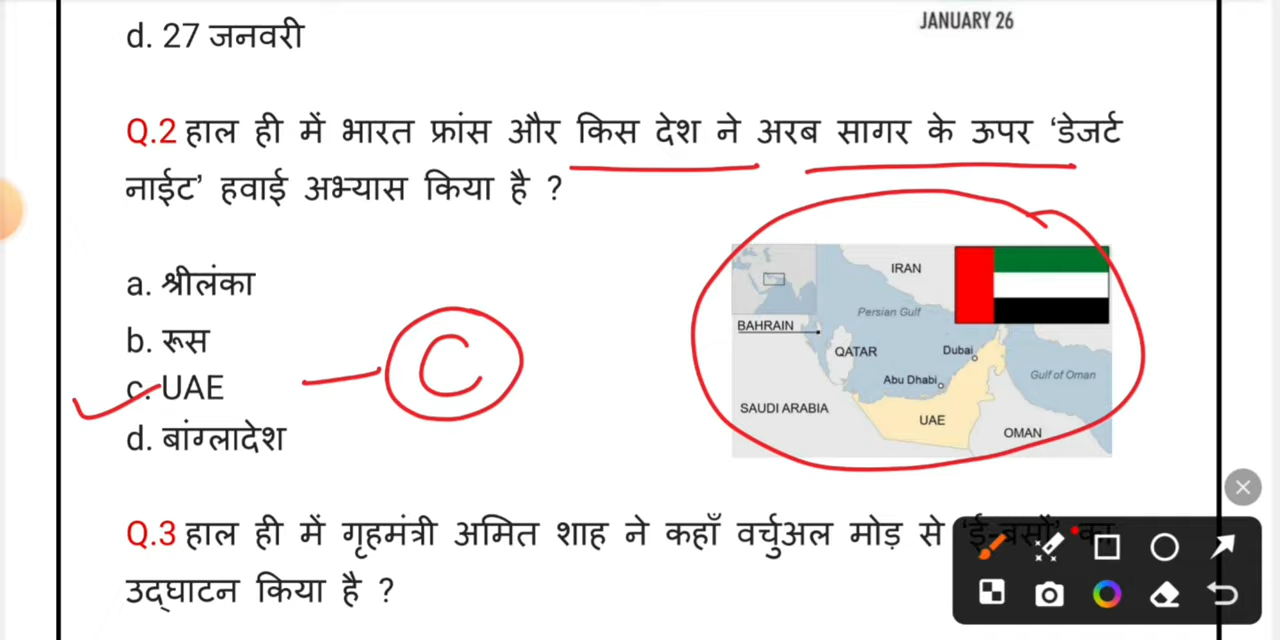 d. 27 जनवरी
JANUARY 26
Q.2 हाल ही में भारत फ्रांस और किस देश ने अरब सागर के ऊपर ‘डेजर्ट
नाईट’ हवाई अभ्यास किया है ?
a. श्रीलंका
b. रूस
c. UAE
d. बांग्लादेश
C
IRAN
Persian Gulf
BAHRAIN
QATAR
Dubai
Abu Dhabi
Gulf of Oman
SAUDI ARABIA
UAE
OMAN
Q.3 हाल ही में गृहमंत्री अमित शाह ने कहाँ वर्चुअल मोड़ से ‘ई-बसों’ का
उद्घाटन किया है ?